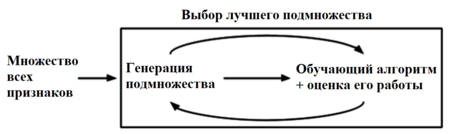 Выбор лучшего подмножества
Множество
всех
признаков
Генерация
подмножества
Обучающий алгоритм
+ оценка его работы